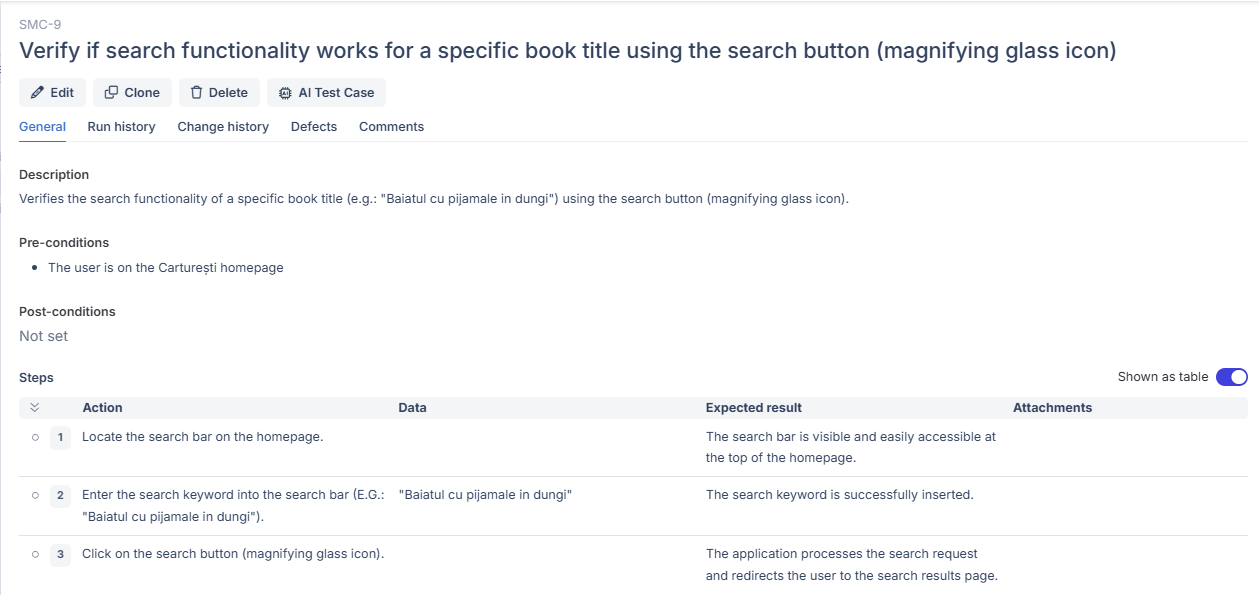 SMC-9
Verify if search functionality works for a specific book title using the search button (magnifying glass icon)
Edit Clone Delete AI Test Case
General Run history Change history Defects Comments
Description
Verifies the search functionality of a specific book title (e.g.: "Baiatul cu pijamale in dungi") using the search button (magnifying glass icon).
Pre-conditions
• The user is on the Carturești homepage
Post-conditions
Not set
Steps Shown as table
Action Data Expected result Attachments
1 Locate the search bar on the homepage. The search bar is visible and easily accessible at
the top of the homepage.
2 Enter the search keyword into the search bar (E.G.: "Baiatul cu pijamale in dungi" The search keyword is successfully inserted.
"Baiatul cu pijamale in dungi").
3 Click on the search button (magnifying glass icon). The application processes the search request
and redirects the user to the search results page.